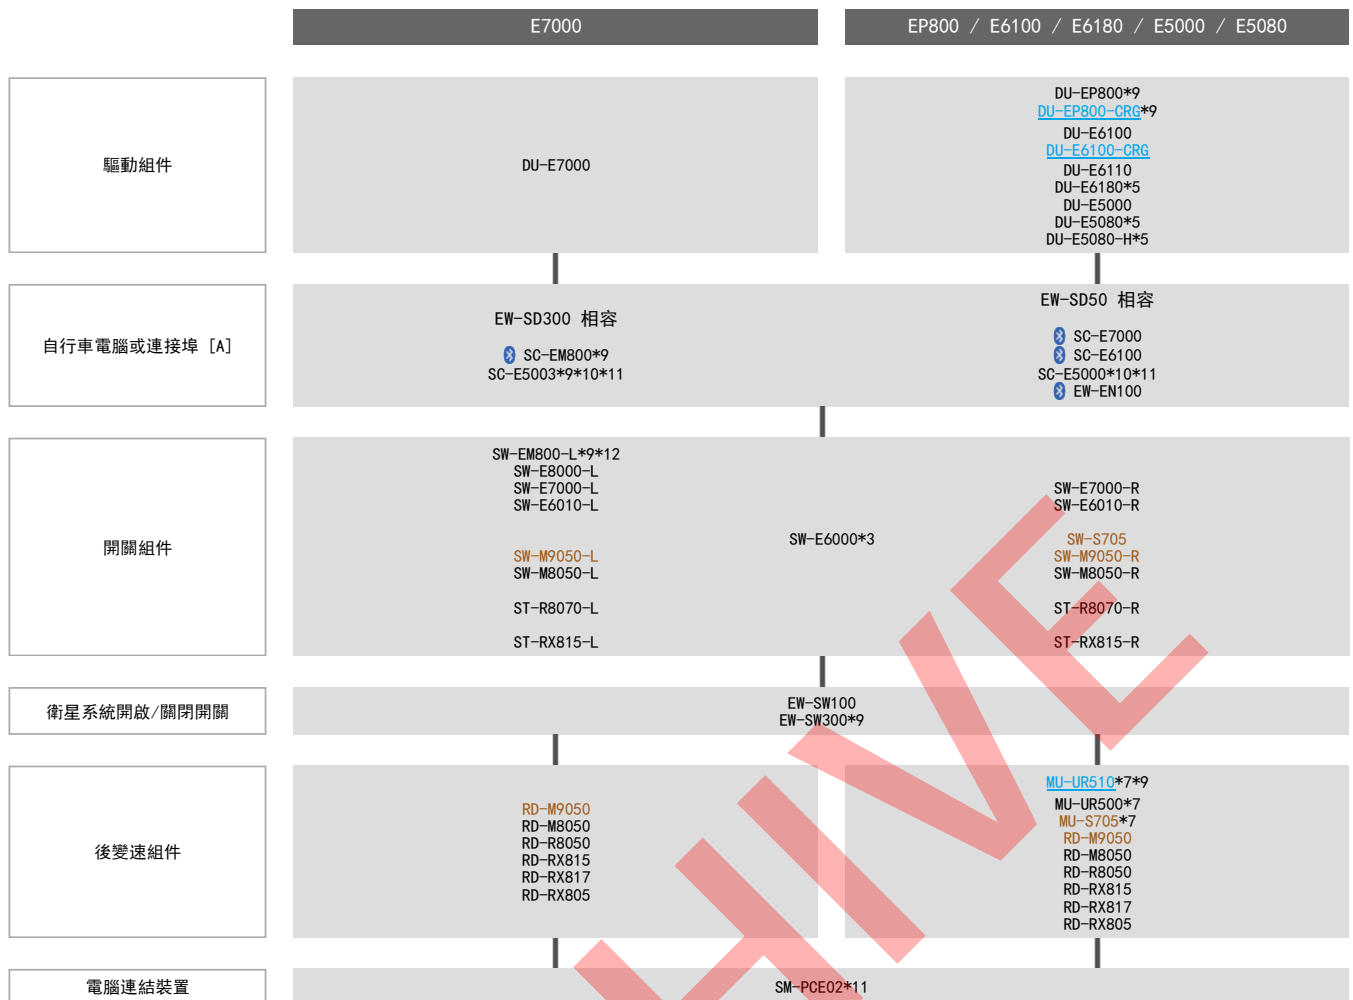 E7000
EP800 / E6100 / E6180 / E5000 / E5080
驅動組件
DU-E7000
DU-EP800*9
DU-EP800-CRG*9
DU-E6100
DU-E6100-CRG
DU-E6110
DU-E6180*5
DU-E5000
DU-E5080*5
DU-E5080-H*5
自行車電腦或連接埠 [A]
EW-SD300 相容
SC-EM800*9
SC-E5003*9*10*11
EW-SD50 相容
SC-E7000
SC-E6100
SC-E5000*10*11
EW-EN100
開關組件
SW-EM800-L*9*12
SW-E8000-L
SW-E7000-L
SW-E6010-L
SW-M9050-L
SW-M8050-L
ST-R8070-L
ST-RX815-L
SW-E6000*3
SW-E7000-R
SW-E6010-R
SW-S705
SW-M9050-R
SW-M8050-R
ST-R8070-R
ST-RX815-R
衛星系統開啟/關閉開關
EW-SW100
EW-SW300*9
後變速組件
RD-M9050
RD-M8050
RD-R8050
RD-RX815
RD-RX817
RD-RX805
MU-UR510*7*9
MU-UR500*7
MU-S705*7
RD-M9050
RD-M8050
RD-R8050
RD-RX815
RD-RX817
RD-RX805
電腦連結裝置
SM-PCE02*11
HIVE